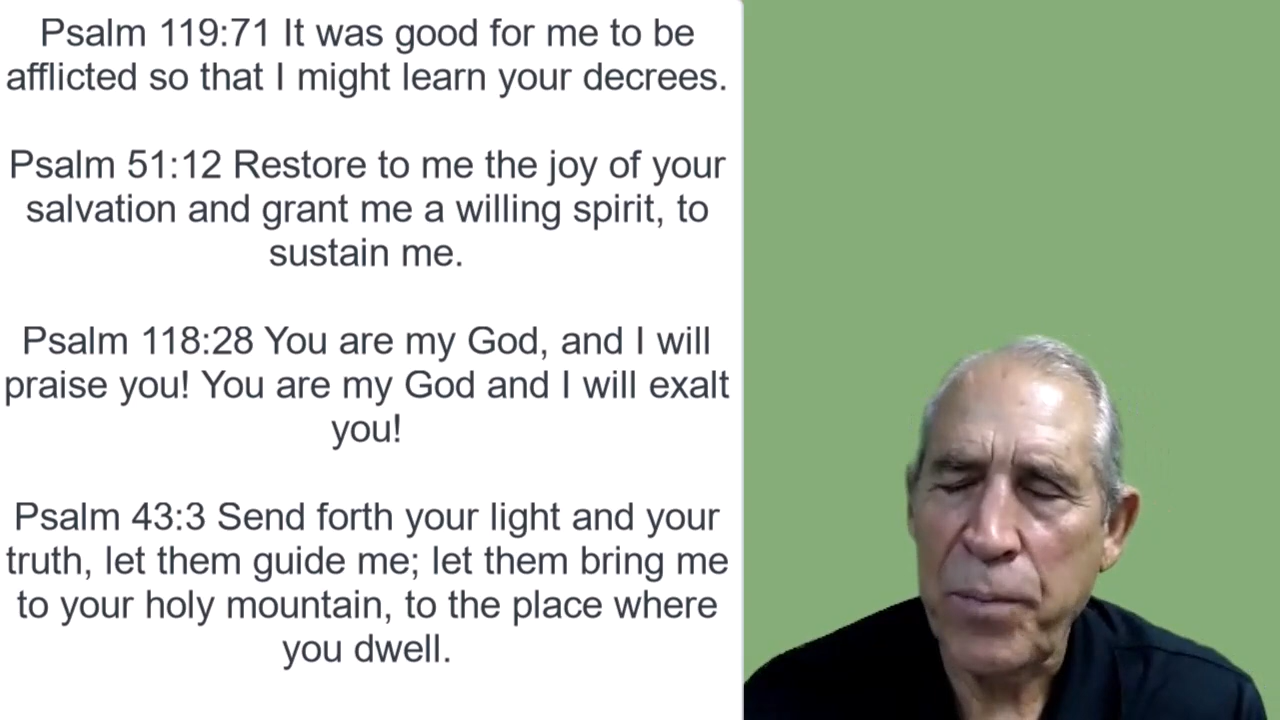 Psalm 119:71 It was good for me to be
afflicted so that I might learn your decrees.
Psalm 51:12 Restore to me the joy of your
salvation and grant me a willing spirit, to
sustain me.
Psalm 118:28 You are my God, and I will
praise you! You are my God and I will exalt
you!
Psalm 43:3 Send forth your light and your
truth, let them guide me; let them bring me
to your holy mountain, to the place where
you dwell.